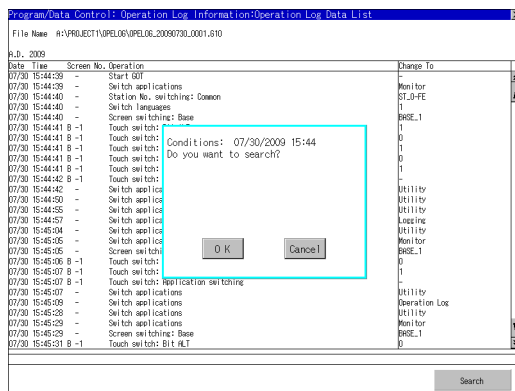 Program/Data Control: Operation Log Information:Operation Log Data List
File Name A:\PROJECT1\OPELOG\OPELOG_20090730_0001.G1O
A.D. 2009
Date Time Screen No. Operation Change To
07/30 15:44:39 - Start GOT -
07/30 15:44:39 - Switch applications Monitor
07/30 15:44:40 - Station No. switching: Common ST_0-FE
07/30 15:44:40 - Switch languages 1
07/30 15:44:40 - Screen switching: Base BASE_1
07/30 15:44:41 B -1 Touch switch: 1
07/30 15:44:41 B -1 Touch switch: 0
07/30 15:44:41 B -1 Touch switch: 1
07/30 15:44:41 B -1 Touch switch: 0
07/30 15:44:41 B -1 Touch switch: 1
07/30 15:44:42 B -1 Touch switch: -
07/30 15:44:42 - Switch applica Utility
07/30 15:44:50 - Switch applica Utility
07/30 15:44:55 - Switch applica Utility
07/30 15:44:57 - Switch applica Logging
07/30 15:45:04 - Switch applica Utility
07/30 15:45:05 - Switch applica Monitor
07/30 15:45:05 - Screen switchi BASE_1
07/30 15:45:06 B -1 Touch switch: 0
07/30 15:45:07 B -1 Touch switch: 1
07/30 15:45:07 B -1 Touch switch: Application switching -
07/30 15:45:07 - Switch applications Utility
07/30 15:45:09 - Switch applications Operation Log
07/30 15:45:28 - Switch applications Utility
07/30 15:45:29 - Switch applications Monitor
07/30 15:45:29 - Screen switching: Base BASE_1
07/30 15:45:31 B -1 Touch switch: Bit ALT 0
Conditions: 07/30/2009 15:44
Do you want to search?
OK Cancel
Search